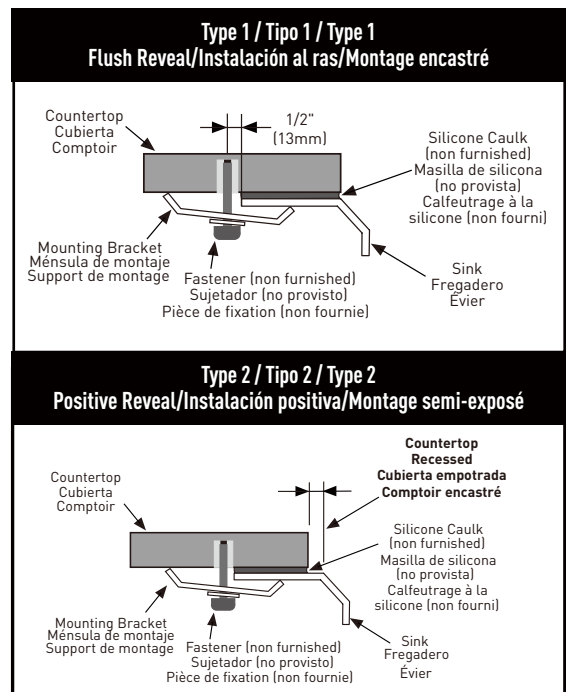 Type 1 / Tipo 1 / Type 1
Flush Reveal/Instalación al ras/Montage encastré
Countertop
Cubierta
Comptoir
1/2"
(13mm)
Silicone Caulk
(non furnished)
Masilla de silicona
(no provista)
Calfeutrage à la
silicone (non fourni)
Mounting Bracket
Ménsula de montaje
Support de montage
Fastener (non furnished)
Sujetador (no provisto)
Pièce de fixation (non fournie)
Sink
Fregadero
Évier
Type 2 / Tipo 2 / Type 2
Positive Reveal/Instalación positiva/Montage semi-exposé
Countertop
Recessed
Cubierta empotrada
Comptoir encastré
Countertop
Cubierta
Comptoir
Silicone Caulk
(non furnished)
Masilla de silicona
(no provista)
Calfeutrage à la
silicone (non fourni)
Mounting Bracket
Ménsula de montaje
Support de montage
Fastener (non furnished)
Sujetador (no provisto)
Pièce de fixation (non fournie)
Sink
Fregadero
Évier